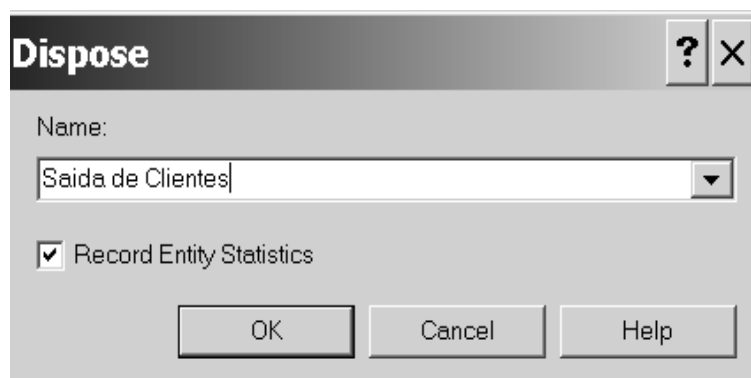 Dispose ? ×
Name:
Saida de Clientes
Record Entity Statistics
OK Cancel Help